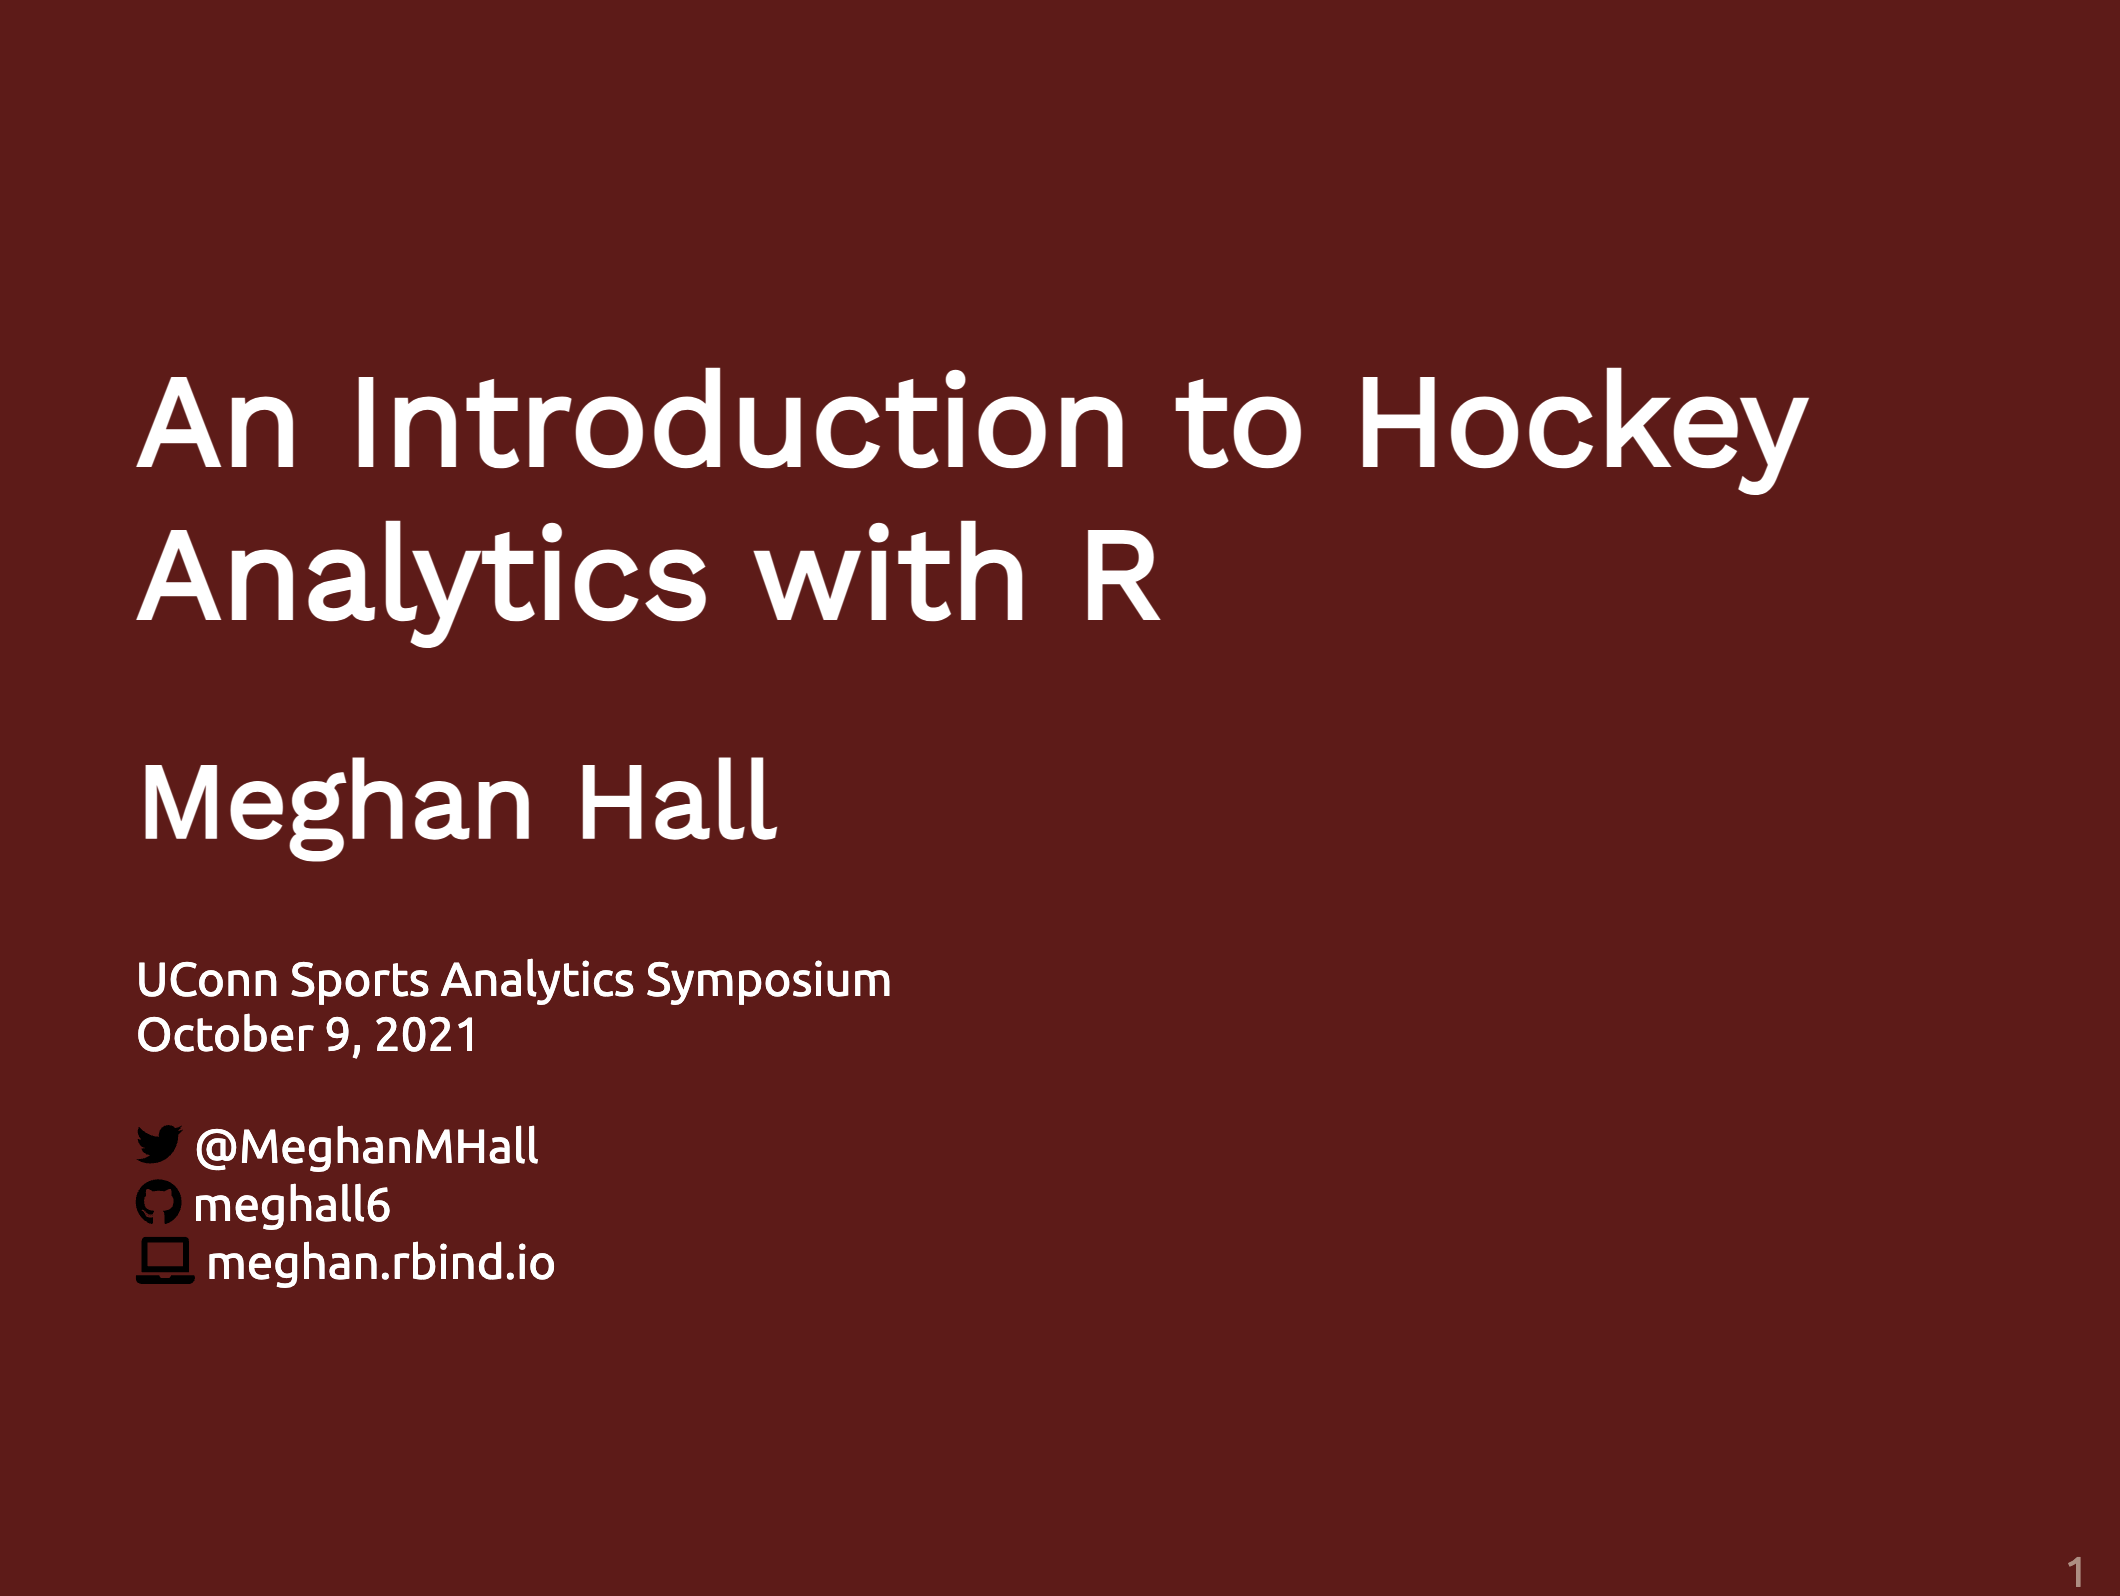 An Introduction to Hockey
Analytics with R
Meghan Hall
UConn Sports Analytics Symposium
October 9, 2021
@MeghanMHall
meghall6
meghan.rbind.io
1